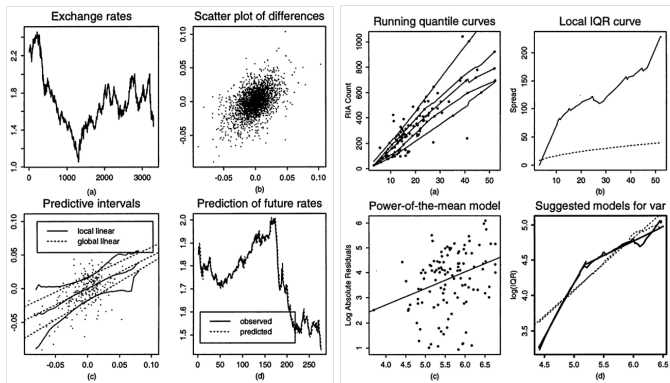 Exchange rates
2.2
1.8
1.4
1.0
0 1000 2000 3000
(a)
Scatter plot of differences
0.10
0.05
0.0
-0.05
-0.05 0.0 0.05 0.10
(b)
Predictive intervals
local linear
global linear
0.10
0.05
0.0
-0.05
-0.05 0.0 0.05 0.10
(c)
Prediction of future rates
2.0
1.9
1.8
1.7
1.6
1.5
observed
predicted
0 50 100 150 200 250
(d)
Running quantile curves
RIA Count
1000
800
600
400
200
0
10 20 30 40 50
(a)
Local IQR curve
Spread
200
150
100
50
0
0 10 20 30 40 50
(b)
Power-of-the-mean model
Log Absolute Residuals
6
5
4
3
2
1
4.0 4.5 5.0 5.5 6.0 6.5
(c)
Suggested models for var
log(IQR)
5.0
4.5
4.0
3.5
4.5 5.0 5.5 6.0 6.5
(d)